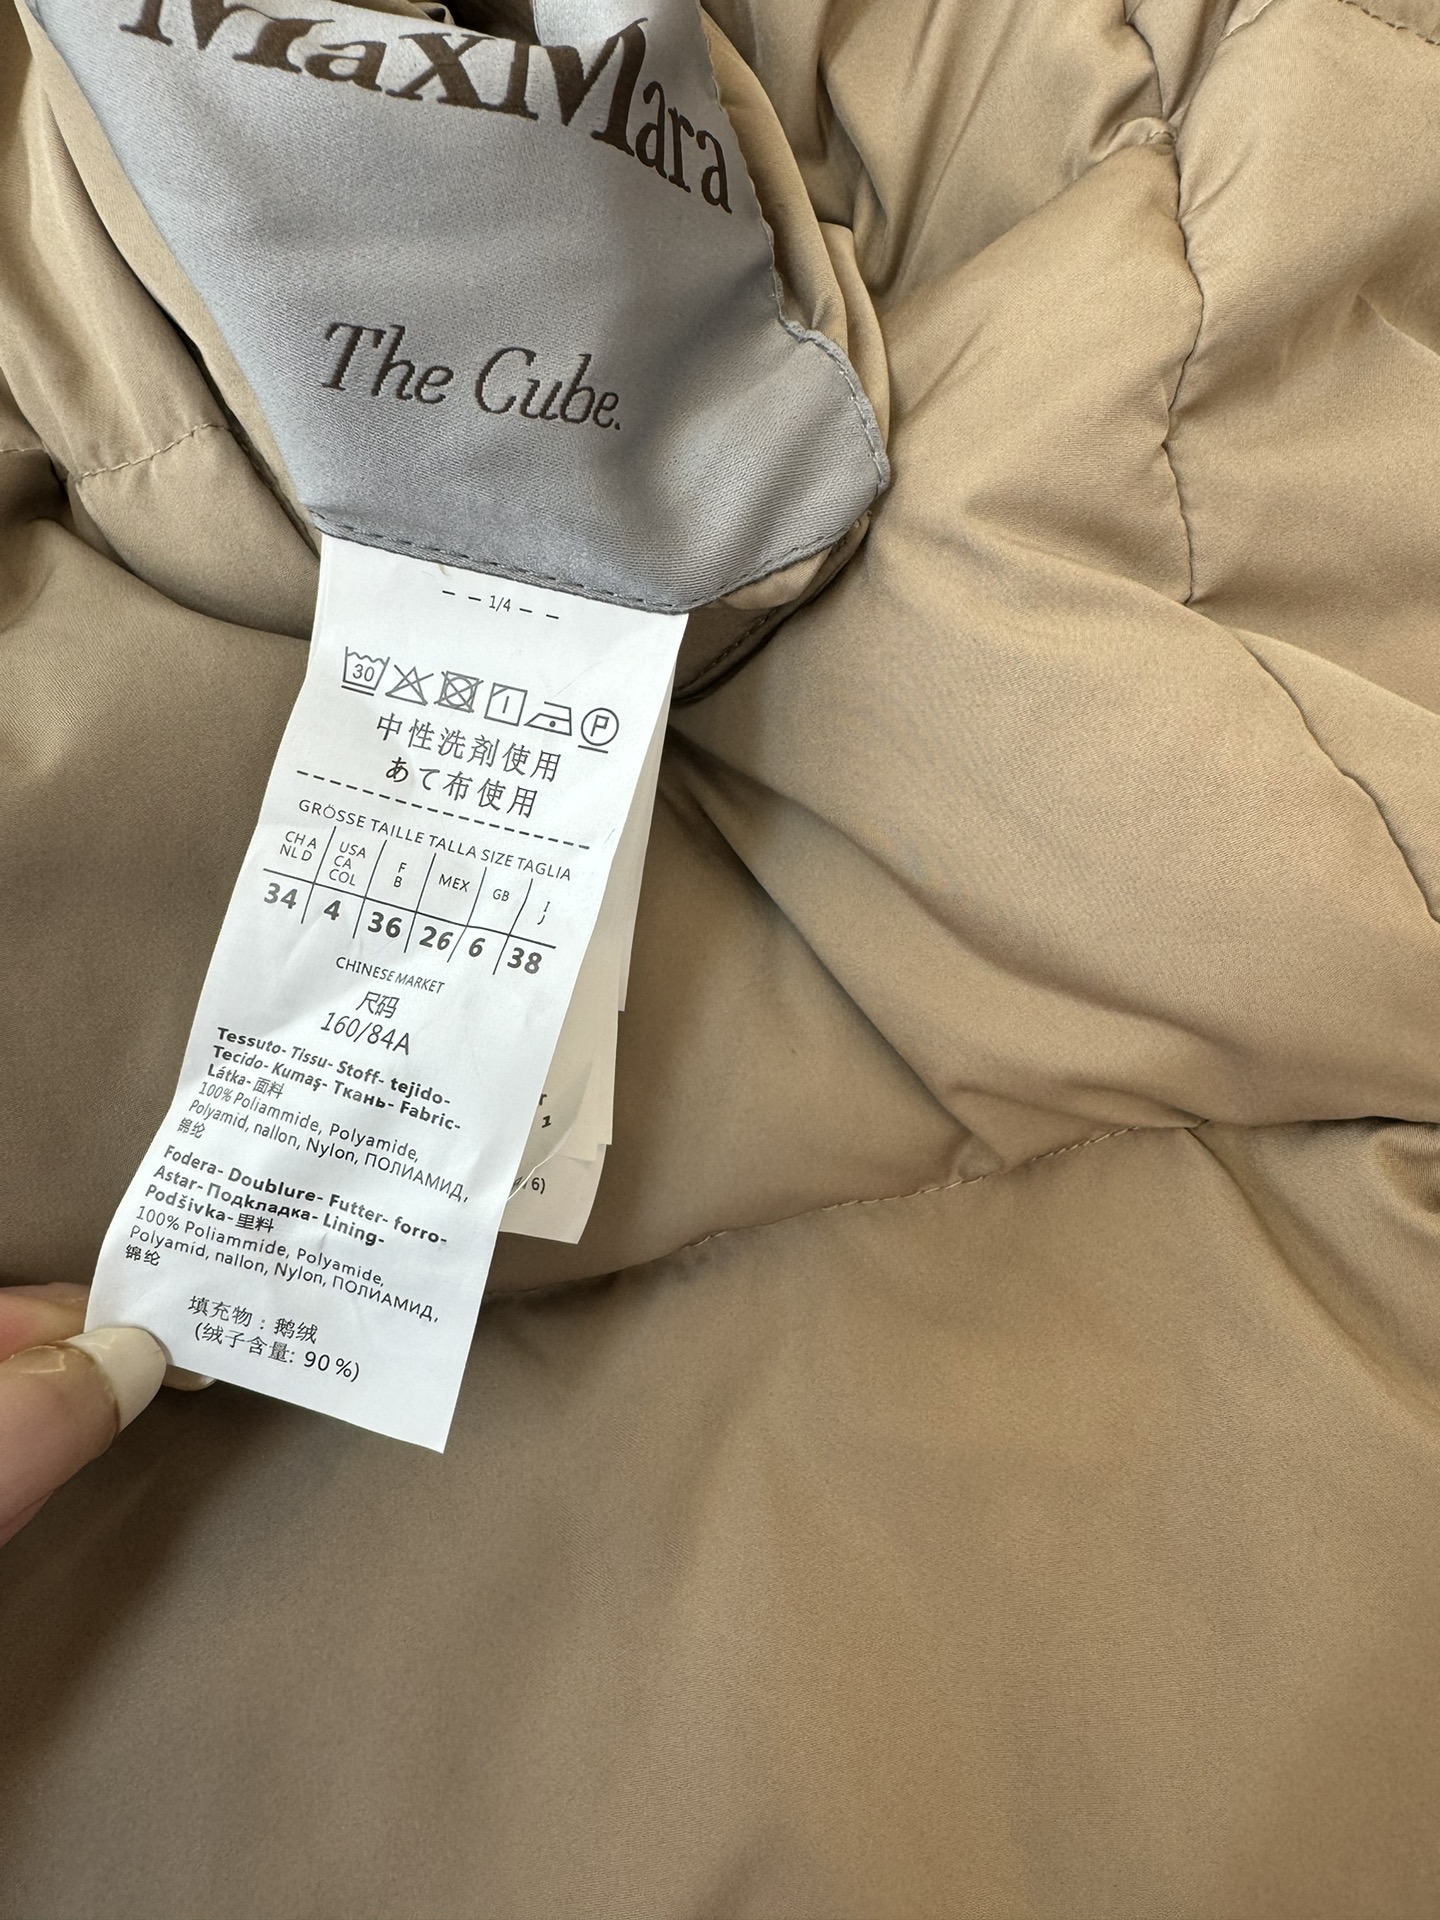 MaxMara
The Cube.
– – 1/4 – –
30 P
中性洗剤使用
あて布使用
GRÖSSE TAILLE TALLA SIZE TAGLIA
CH A NL D USA CA COL F B MEX GB I J
34 4 36 26 6 38
CHINESE MARKET
尺码
160/84A
Tessuto- Tissu- Stoff- tejido-
Tecido- Kumaş- Ткань- Fabric-
Látka- 面料
100% Poliammide, Polyamide,
Polyamid, nallon, Nylon, ПОЛИАМИД,
锦纶
Fodera- Doublure- Futter- forro-
Astar- Подкладка- Lining-
Podšivka- 里料
100% Poliammide, Polyamide,
Polyamid, nallon, Nylon, ПОЛИАМИД,
锦纶
填充物：鹅绒
(绒子含量: 90%)